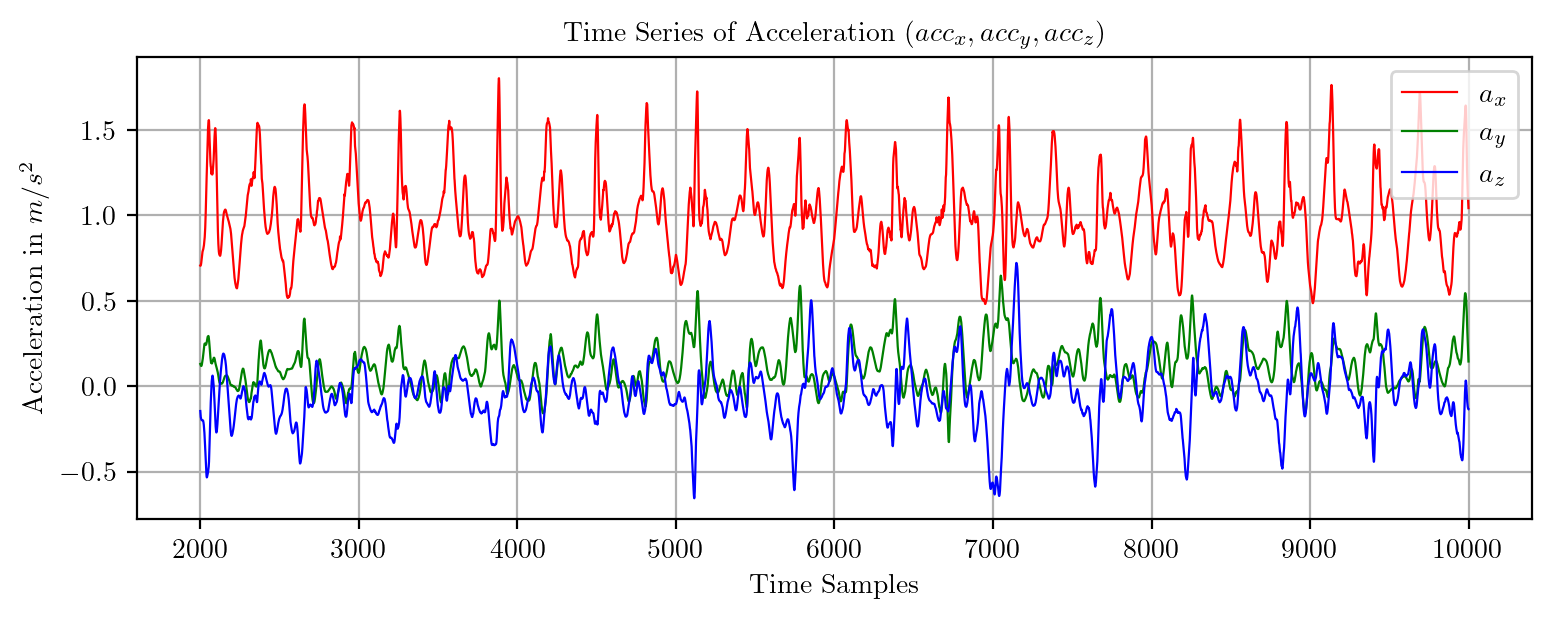 Time Series of Acceleration (acc_x, acc_y, acc_z)
Acceleration in m/s²
1.5
1.0
0.5
0.0
−0.5
a_x
a_y
a_z
2000 3000 4000 5000 6000 7000 8000 9000 10000
Time Samples